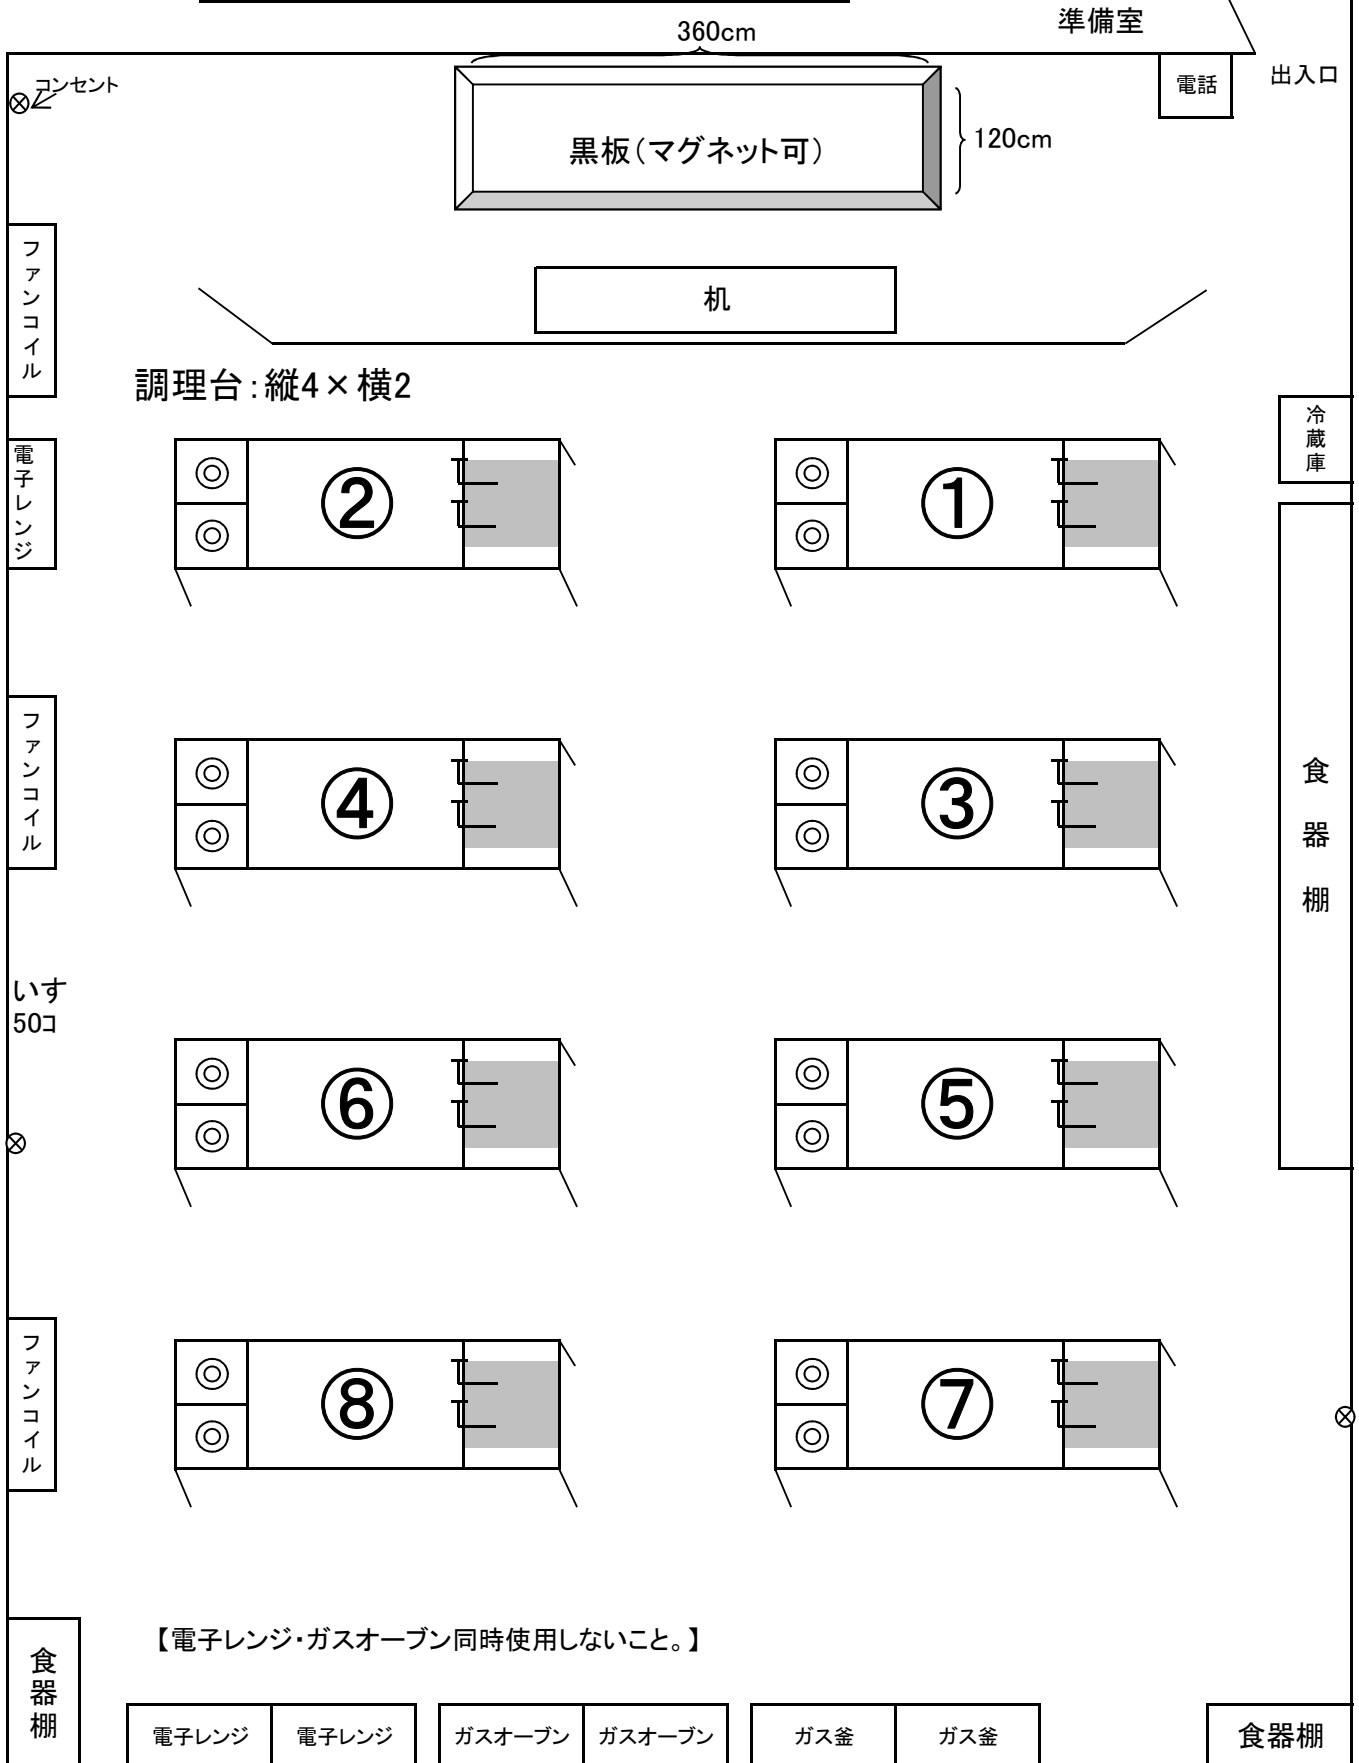 準備室
360cm
コンセント
電話
出入口
黒板(マグネット可)
120cm
ファンコイル
机
調理台:縦4×横2
冷蔵庫
電子レンジ
②
①
食器棚
ファンコイル
④
③
いす
50コ
⑥
⑤
ファンコイル
⑧
⑦
【電子レンジ・ガスオーブン同時使用しないこと。】
食器棚
電子レンジ
電子レンジ
ガスオーブン
ガスオーブン
ガス釜
ガス釜
食器棚